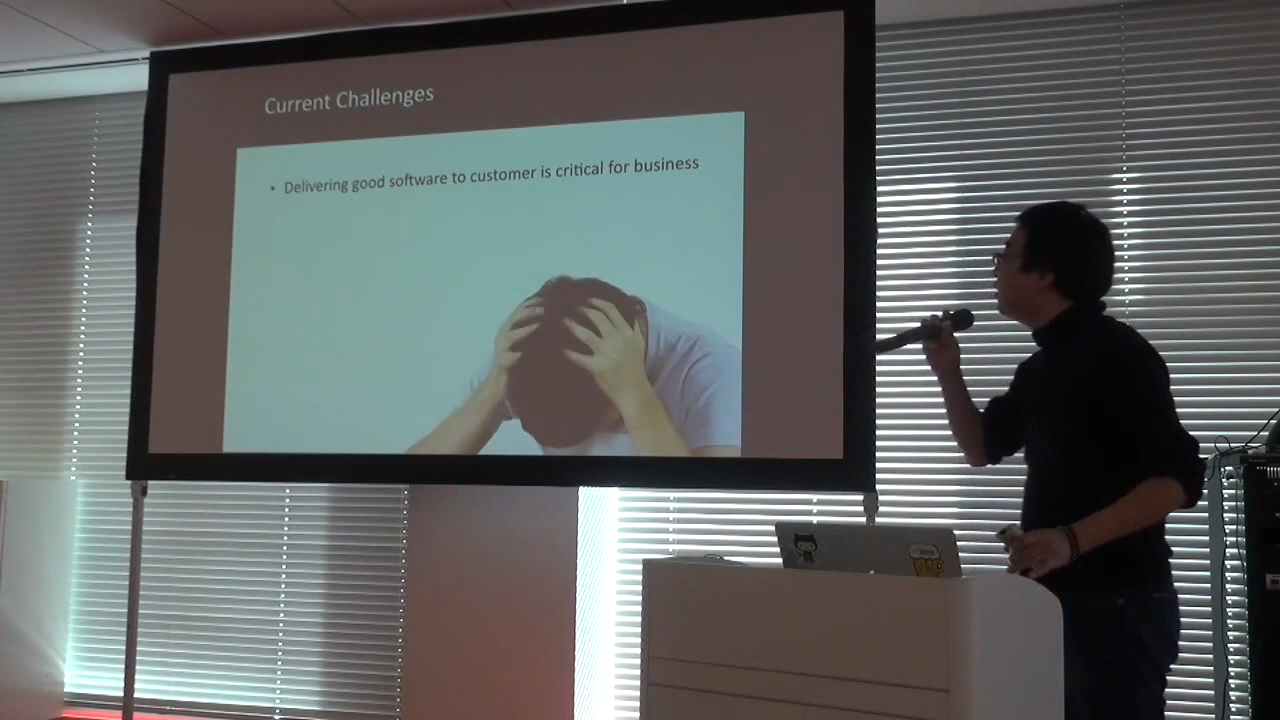 Current Challenges
• Delivering good software to customer is critical for business